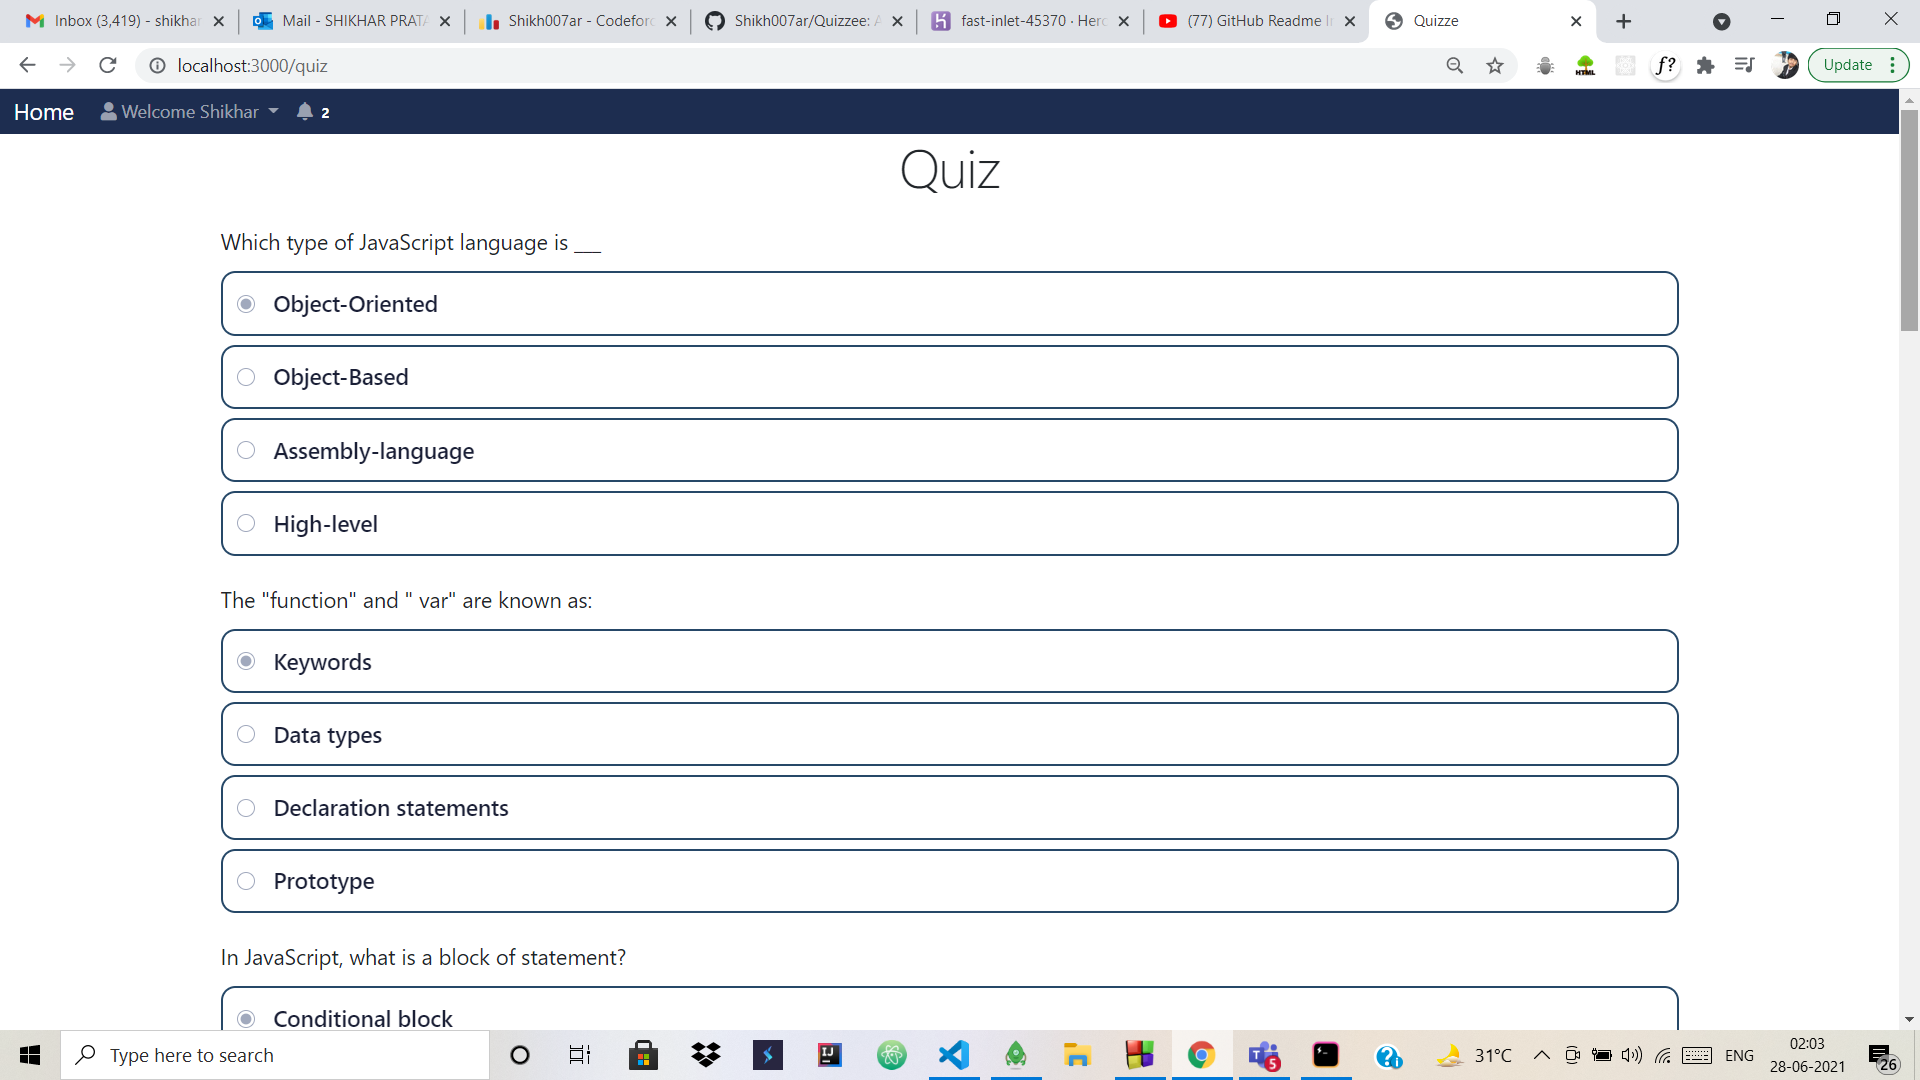 Inbox (3,419) - shikhar
Mail - SHIKHAR PRATA
Shikh007ar - Codeforc
Shikh007ar/Quizzee: A
fast-inlet-45370 · Herc
(77) GitHub Readme I
Quizze
localhost:3000/quiz
HTML
f?
Update
Home
Welcome Shikhar
2
Quiz
Which type of JavaScript language is ___
Object-Oriented
Object-Based
Assembly-language
High-level
The "function" and " var" are known as:
Keywords
Data types
Declaration statements
Prototype
In JavaScript, what is a block of statement?
Conditional block
Type here to search
IJ
5
31°C
ENG
02:03
28-06-2021
26